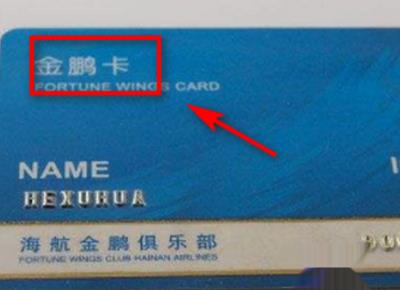 金鹏卡
FORTUNE WINGS CARD
NAME
HEXUHUA
海航金鹏俱乐部
FORTUNE WINGS CLUB HAINAN AIRLINES